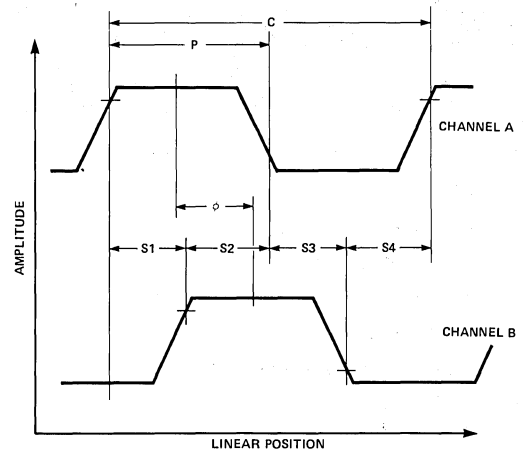 C
P
CHANNEL A
ϕ
S1 S2 S3 S4
CHANNEL B
AMPLITUDE
LINEAR POSITION